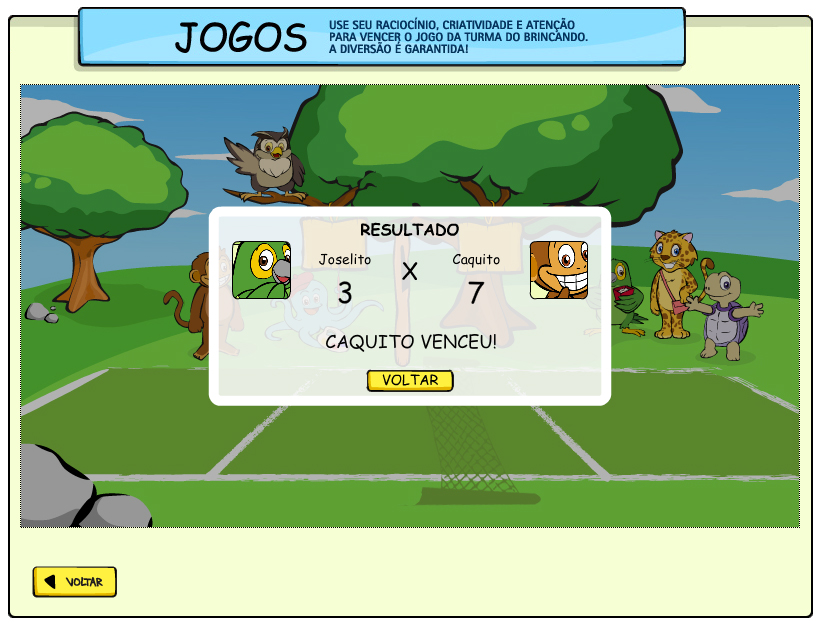 JOGOS
USE SEU RACIOCÍNIO, CRIATIVIDADE E ATENÇÃO
PARA VENCER O JOGO DA TURMA DO BRINCANDO.
A DIVERSÃO É GARANTIDA!
RESULTADO
Joselito X Caquito
3 7
CAQUITO VENCEU!
VOLTAR
VOLTAR